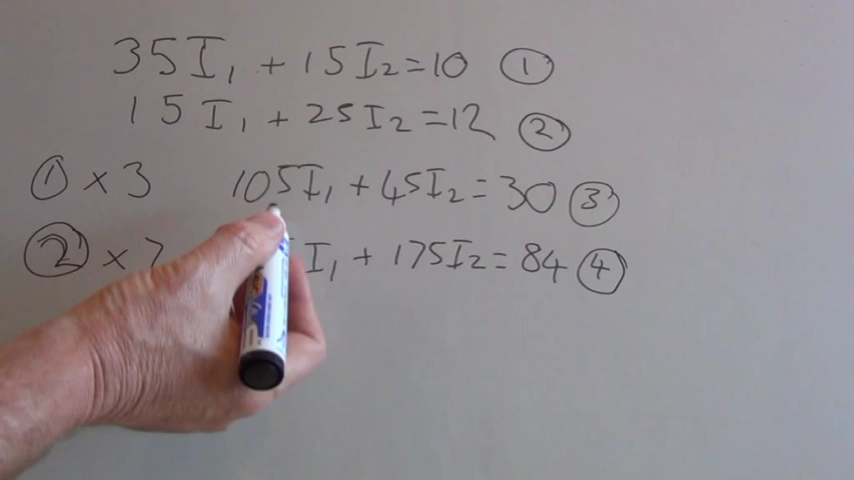 35I₁ + 15I₂ = 10 ①
15I₁ + 25I₂ = 12 ②
① × 3 105I₁ + 45I₂ = 30 ③
② × 7 I₁ + 175I₂ = 84 ④